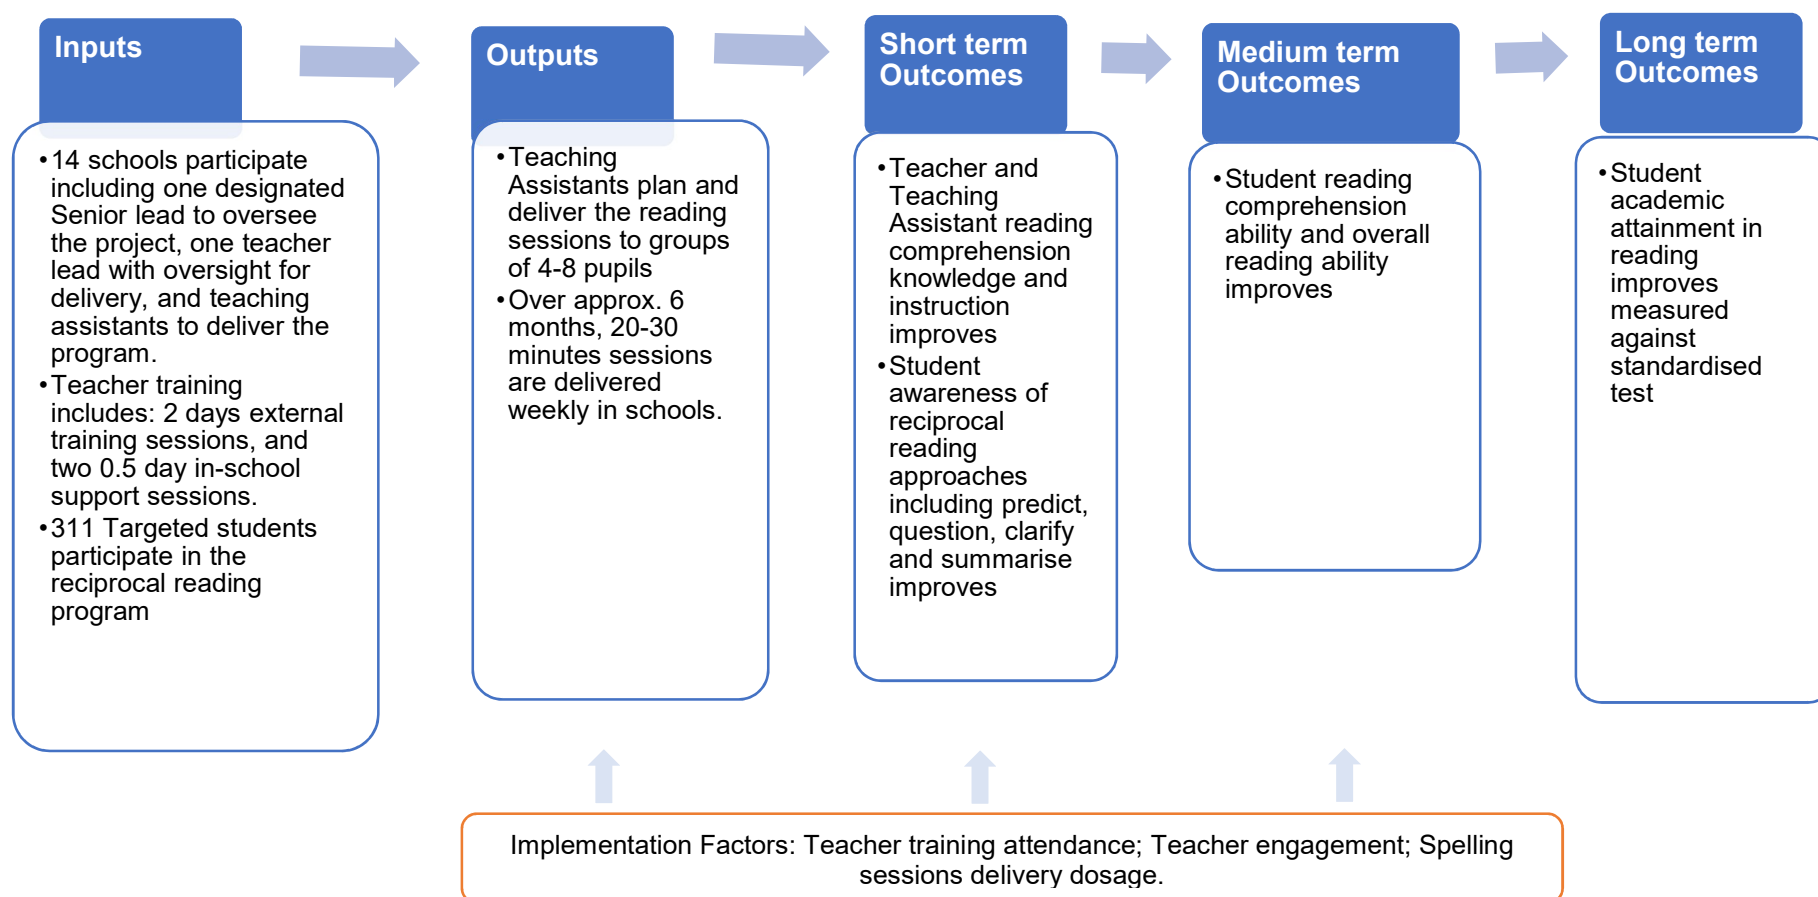 Inputs
•14 schools participate
including one designated
Senior lead to oversee
the project, one teacher
lead with oversight for
delivery, and teaching
assistants to deliver the
program.
•Teacher training
includes: 2 days external
training sessions, and
two 0.5 day in-school
support sessions.
•311 Targeted students
participate in the
reciprocal reading
program
Outputs
•Teaching
Assistants plan and
deliver the reading
sessions to groups
of 4-8 pupils
•Over approx. 6
months, 20-30
minutes sessions
are delivered
weekly in schools.
Short term
Outcomes
•Teacher and
Teaching
Assistant reading
comprehension
knowledge and
instruction
improves
•Student
awareness of
reciprocal
reading
approaches
including predict,
question, clarify
and summarise
improves
Medium term
Outcomes
•Student reading
comprehension
ability and overall
reading ability
improves
Long term
Outcomes
•Student
academic
attainment in
reading
improves
measured
against
standardised
test
Implementation Factors: Teacher training attendance; Teacher engagement; Spelling
sessions delivery dosage.